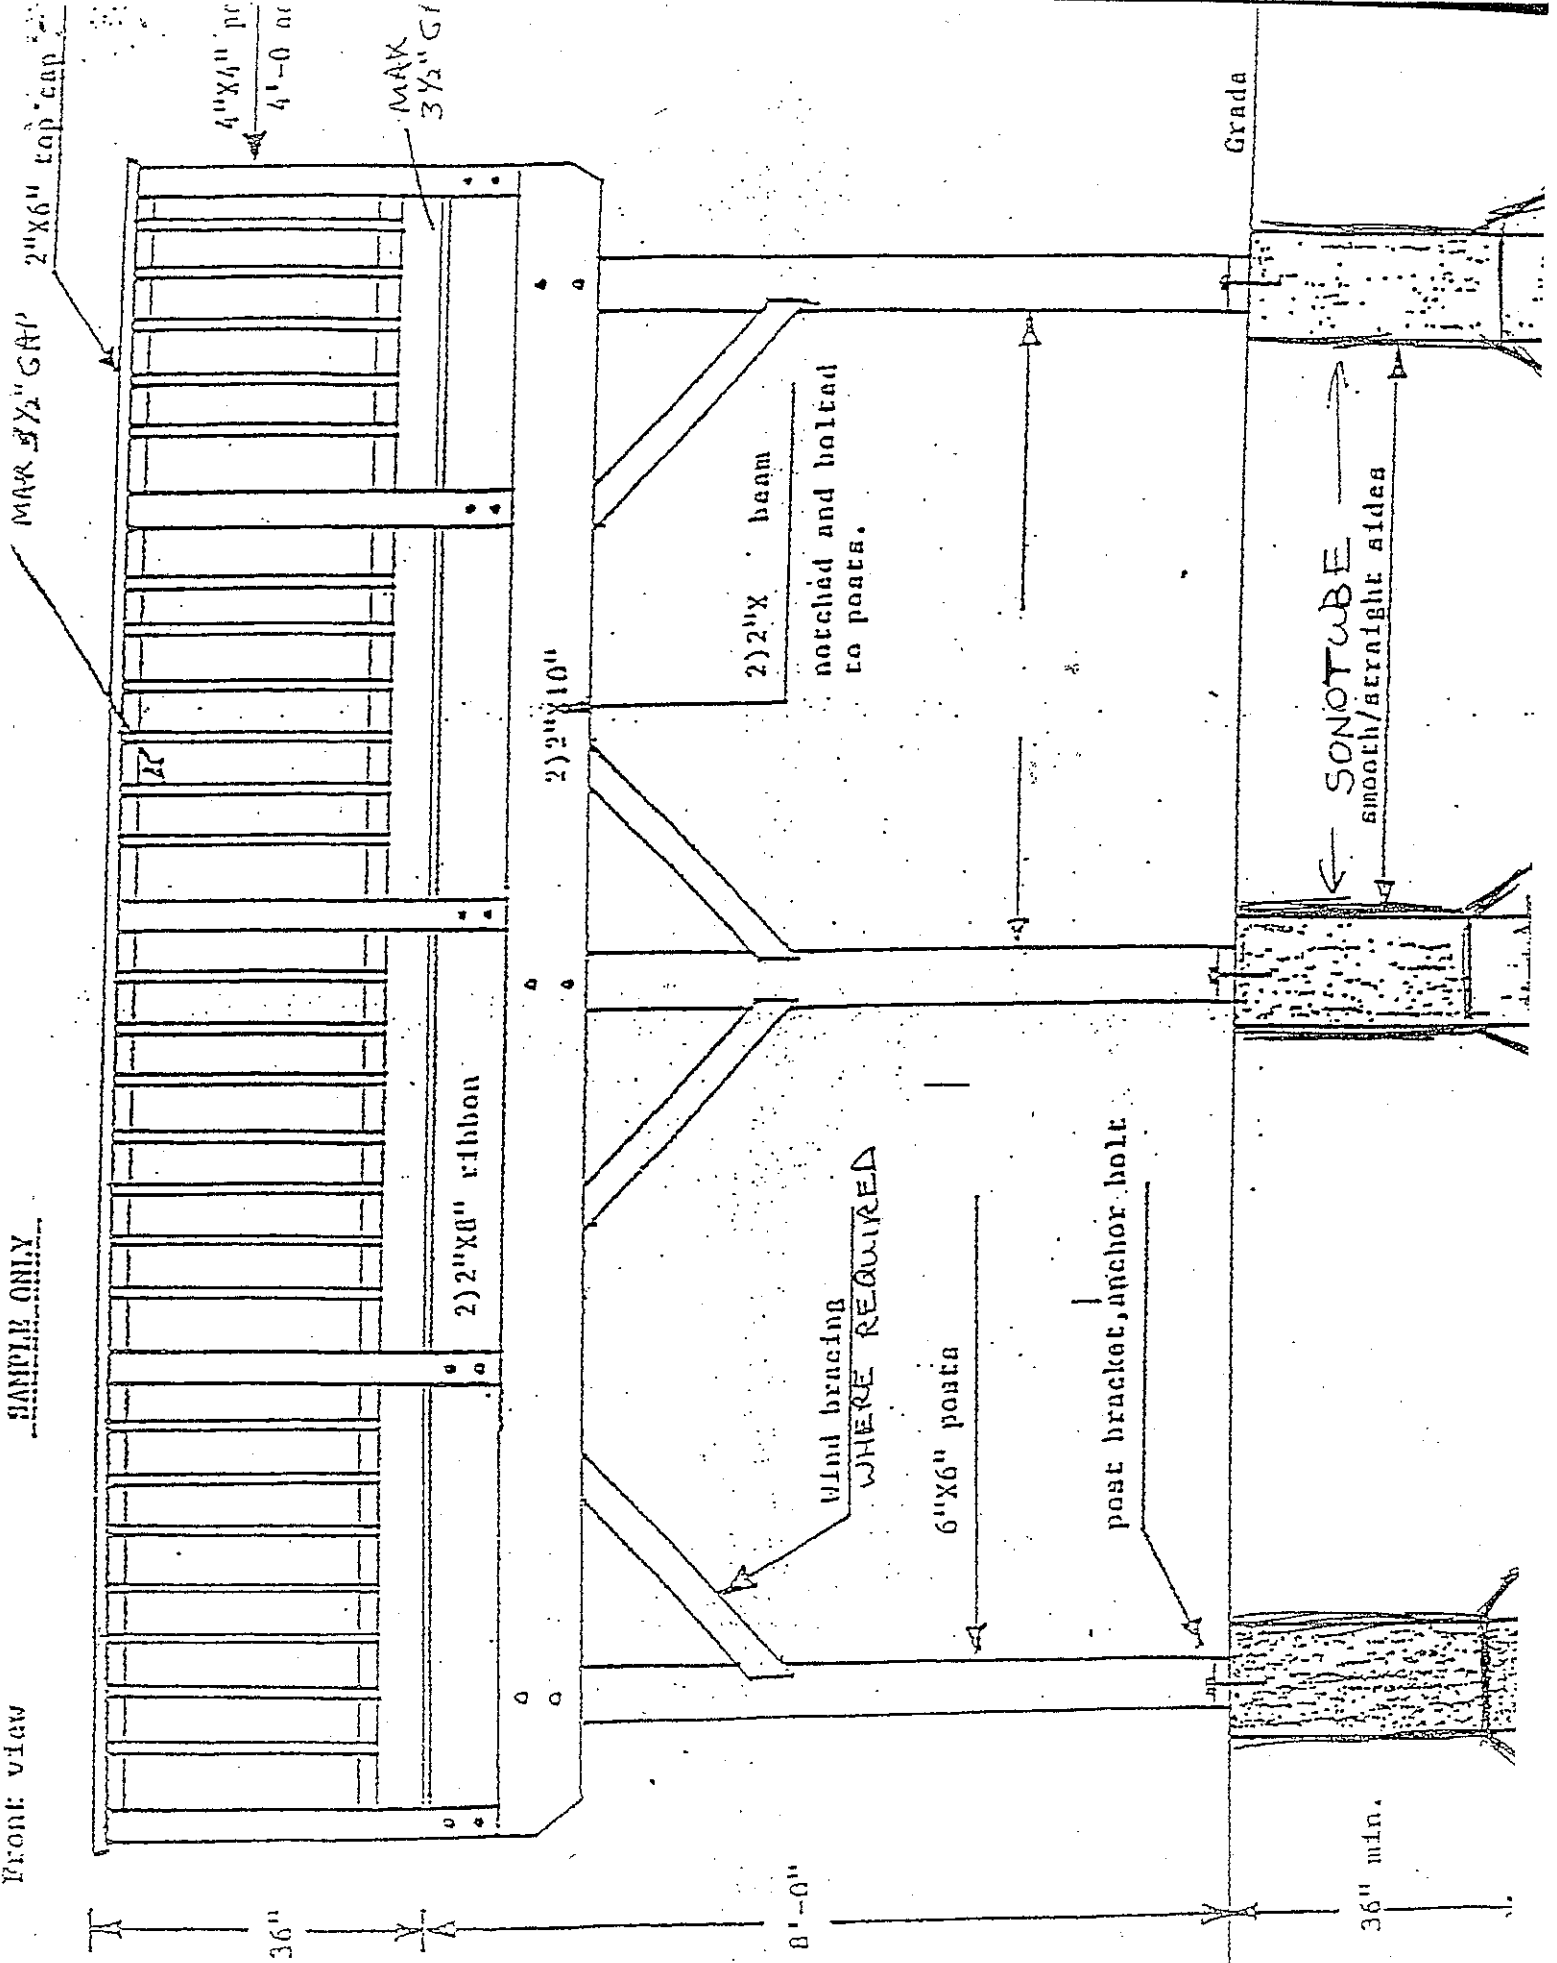 Front view
SAMPLE ONLY
MAX 3½" GAP
2"X6" top cap
4"X4"
4'-0
MAX
3½"
36"
2)2"X8" ribbon
2)2"X10"
2)2"X beam
notched and bolted
to posts.
8'-0"
Wind bracing
WHERE REQUIRED
6"X6" posts
post bracket,anchor bolt
Grade
SONOTUBE
smooth/straight sides
36" min.